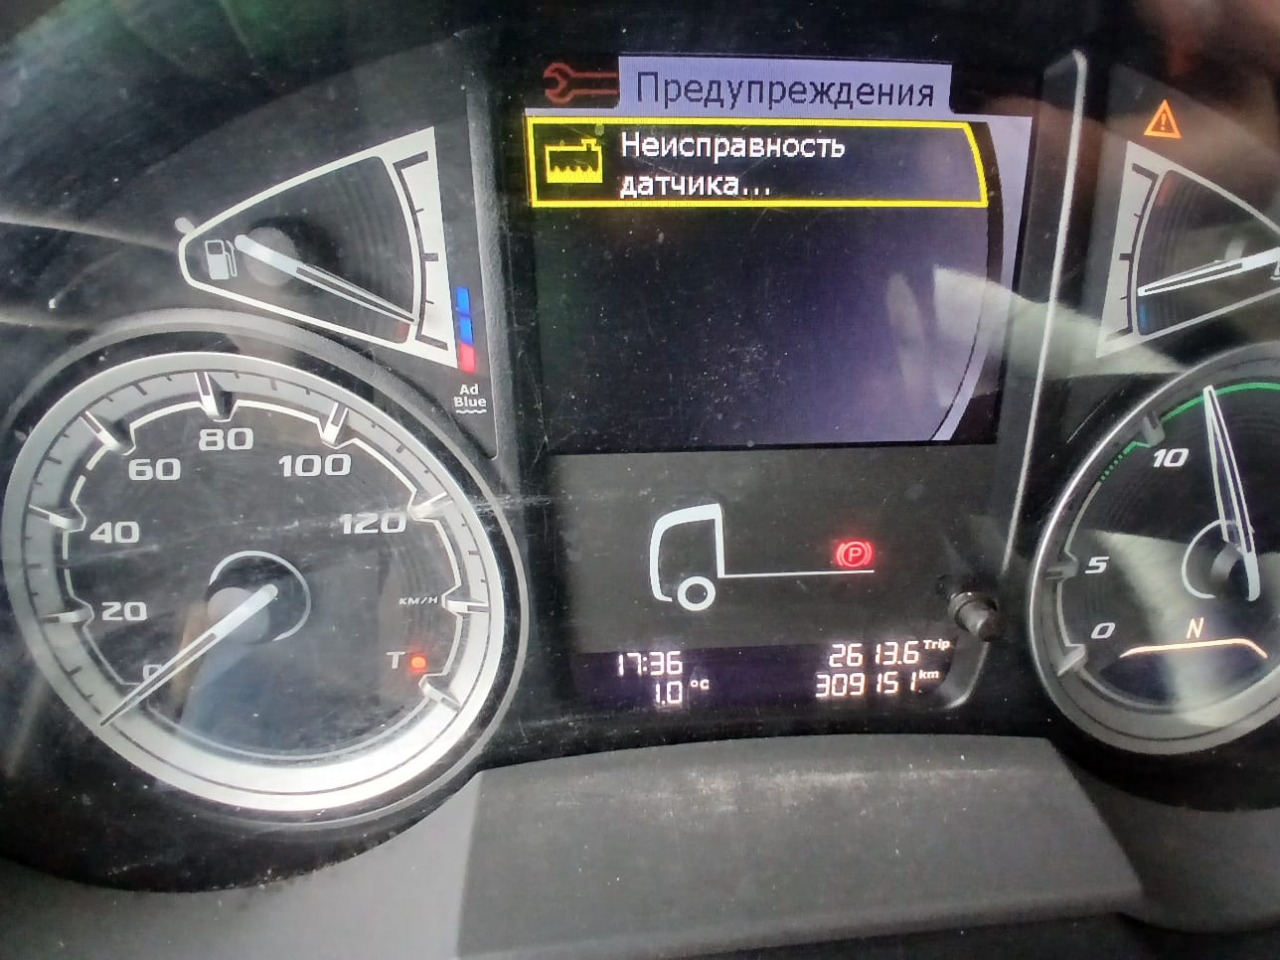 Предупреждения
Неисправность
датчика...
Ad
Blue
80
60
100
40
120
20
KM/H
0
T
10
5
0
N
P
17:36
2613.6 Trip
1.0 °C
309151 km